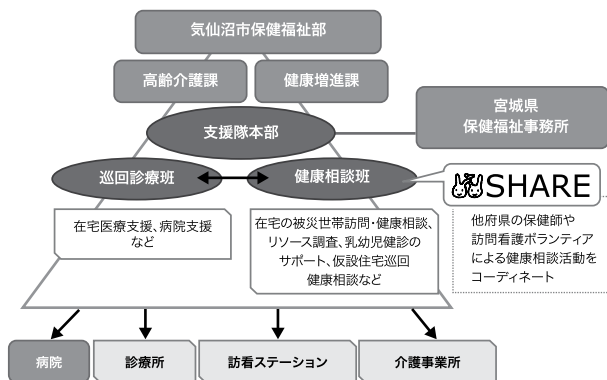 気仙沼市保健福祉部
高齢介護課
健康増進課
宮城県
保健福祉事務所
支援隊本部
巡回診療班
健康相談班
SHARE
在宅医療支援、病院支援
など
在宅の被災世帯訪問・健康相談、
リソース調査、乳幼児健診の
サポート、仮設住宅巡回
健康相談など
他府県の保健師や
訪問看護ボランティア
による健康相談活動を
コーディネート
病院
診療所
訪看ステーション
介護事業所